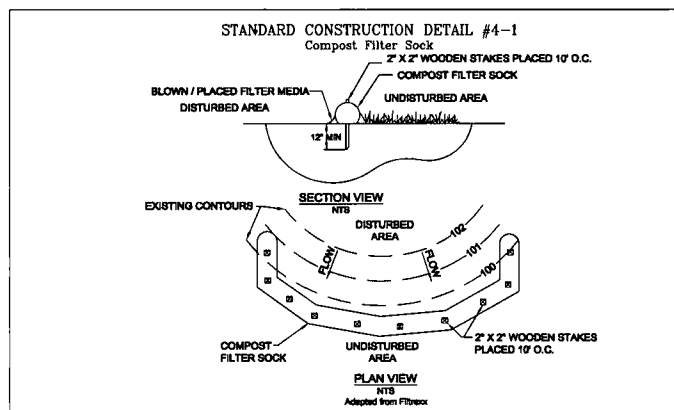 STANDARD CONSTRUCTION DETAIL #4-1
Compost Filter Sock
2" X 2" WOODEN STAKES PLACED 10' O.C.
COMPOST FILTER SOCK
BLOWN / PLACED FILTER MEDIA
DISTURBED AREA
UNDISTURBED AREA
12" MIN
SECTION VIEW
NTS
EXISTING CONTOURS
DISTURBED
AREA
102
101
100
FLOW
FLOW
COMPOST
FILTER SOCK
UNDISTURBED
AREA
2" X 2" WOODEN STAKES
PLACED 10' O.C.
PLAN VIEW
NTS
Adapted from Filtrexx